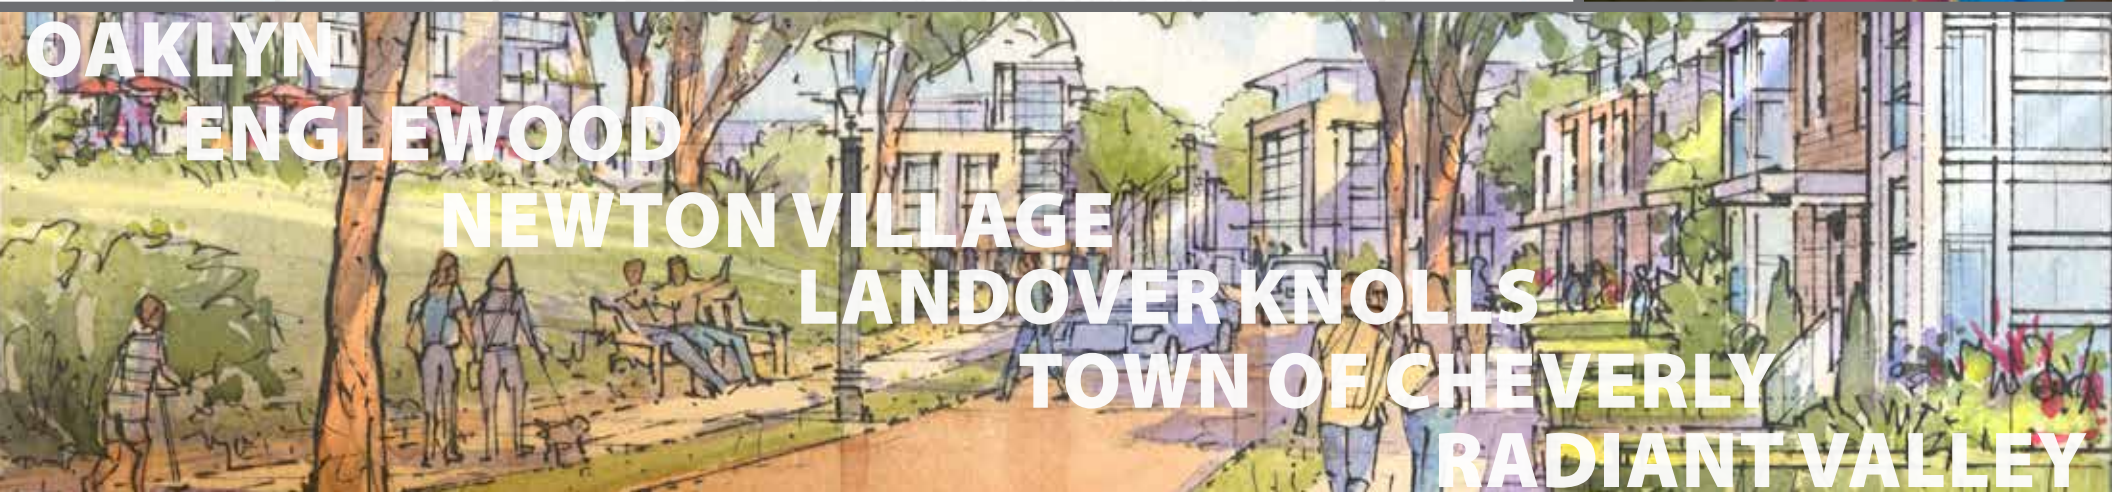 OAKLYN
ENGLEWOOD
NEWTON VILLAGE
LANDOVER KNOLLS
TOWN OF CHEVERLY
RADIANT VALLEY